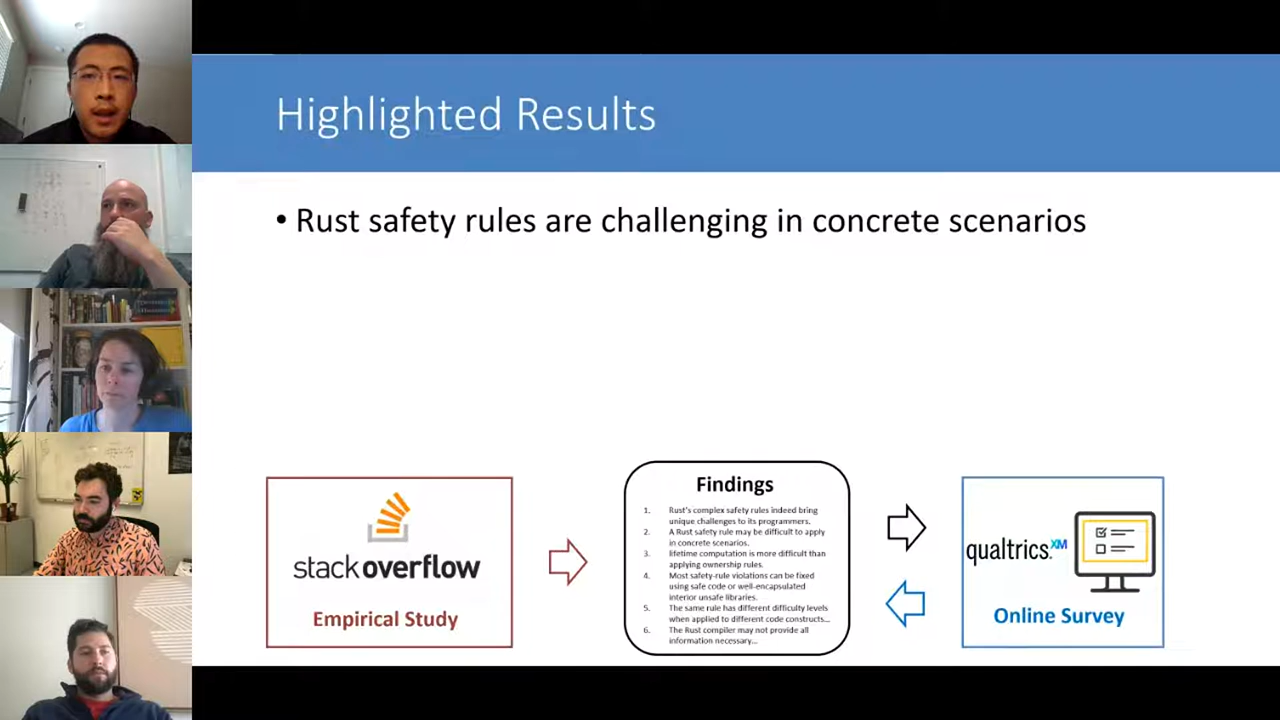 Highlighted Results
• Rust safety rules are challenging in concrete scenarios
stack overflow
Empirical Study
Findings
1. Rust's complex safety rules indeed bring
unique challenges to its programmers.
2. A Rust safety rule may be difficult to apply
in concrete scenarios.
3. lifetime computation is more difficult than
applying ownership rules.
4. Most safety-rule violations can be fixed
using safe code or well-encapsulated
interior unsafe libraries.
5. The same rule has different difficulty levels
when applied to different code constructs...
6. The Rust compiler may not provide all
information necessary...
qualtrics.XM
Online Survey